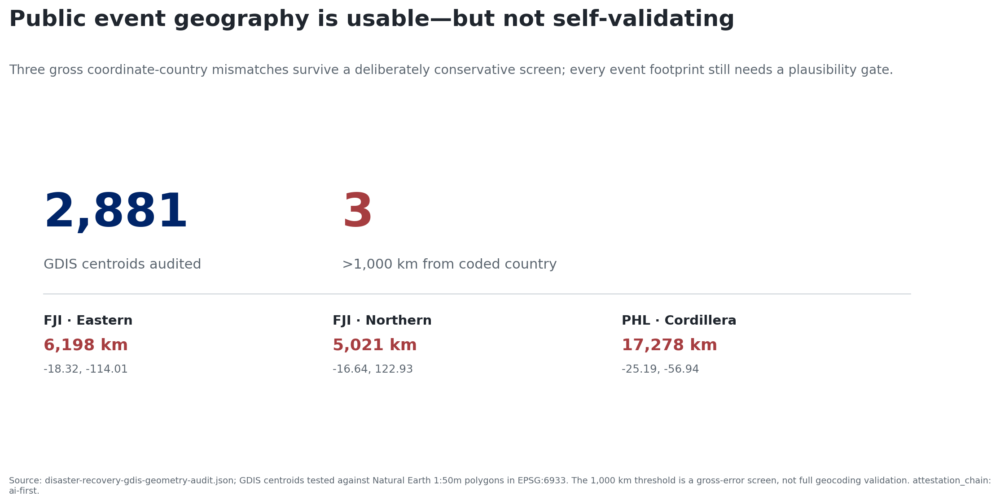 Public event geography is usable—but not self-validating
Three gross coordinate-country mismatches survive a deliberately conservative screen; every event footprint still needs a plausibility gate.
2,881
3
GDIS centroids audited
>1,000 km from coded country
FJI · Eastern
FJI · Northern
PHL · Cordillera
6,198 km
5,021 km
17,278 km
-18.32, -114.01
-16.64, 122.93
-25.19, -56.94
Source: disaster-recovery-gdis-geometry-audit.json; GDIS centroids tested against Natural Earth 1:50m polygons in EPSG:6933. The 1,000 km threshold is a gross-error screen, not full geocoding validation. attestation_chain:
ai-first.